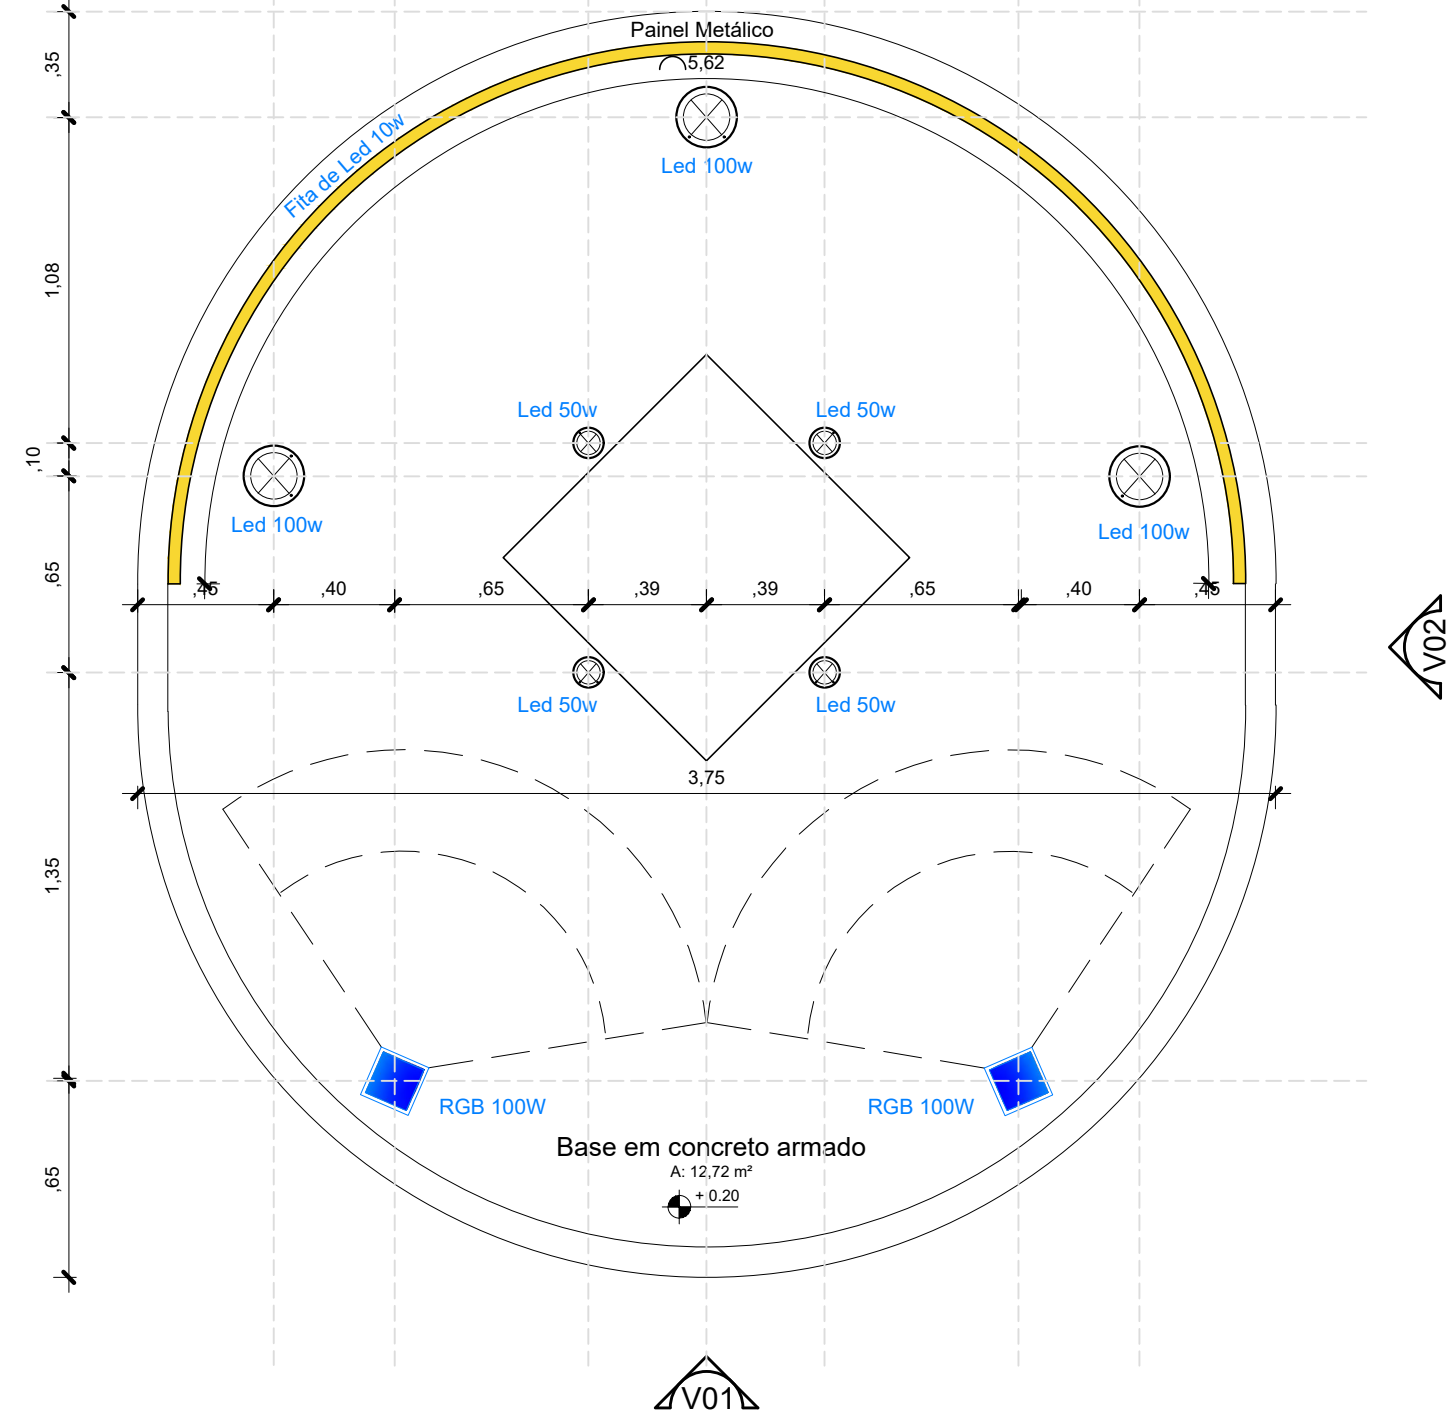 Painel Metálico
,35
5,62
Fita de Led 10w
Led 100w
1,08
Led 50w
Led 50w
,10
Led 100w
Led 100w
,65
,45
,40
,65
,39
,39
,65
,40
,45
V02
Led 50w
Led 50w
3,75
1,35
RGB 100W
RGB 100W
Base em concreto armado
A: 12,72 m²
,65
+ 0.20
V01